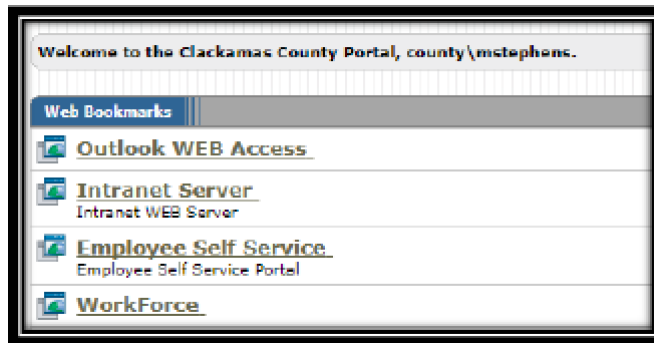 Welcome to the Clackamas County Portal, county\mstephens.
Web Bookmarks
Outlook WEB Access
Intranet Server
Intranet WEB Server
Employee Self Service
Employee Self Service Portal
WorkForce